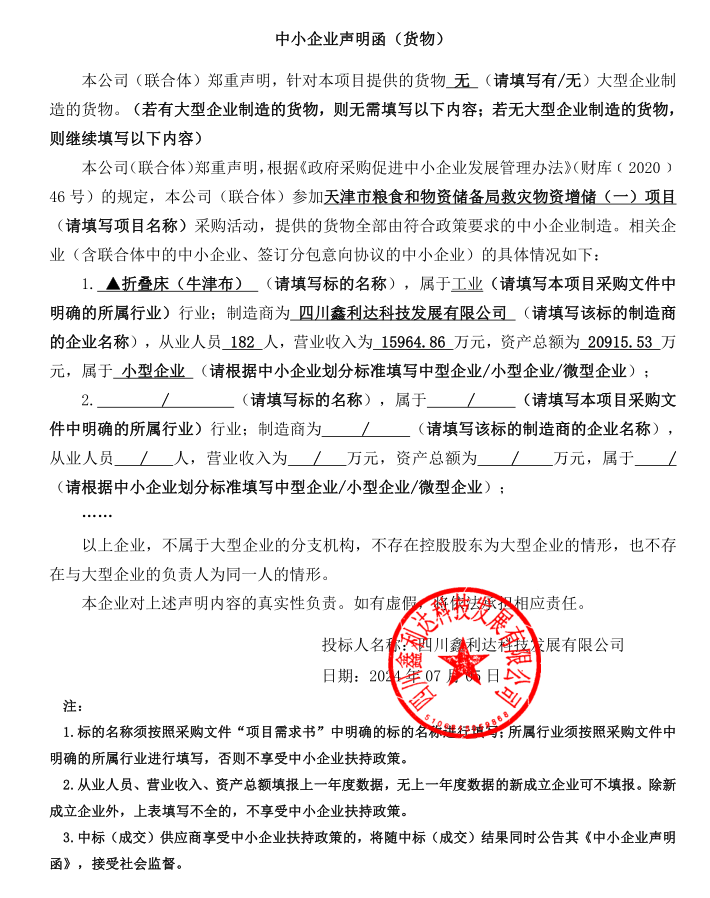 中小企业声明函（货物）
本公司（联合体）郑重声明，针对本项目提供的货物 无 （请填写有/无）大型企业制
造的货物。（若有大型企业制造的货物，则无需填写以下内容；若无大型企业制造的货物，
则继续填写以下内容）
本公司（联合体）郑重声明，根据《政府采购促进中小企业发展管理办法》（财库﹝2020﹞
46 号）的规定，本公司（联合体）参加天津市粮食和物资储备局救灾物资增储（一）项目
（请填写项目名称）采购活动，提供的货物全部由符合政策要求的中小企业制造。相关企
业（含联合体中的中小企业、签订分包意向协议的中小企业）的具体情况如下：
1. ▲折叠床（牛津布） （请填写标的名称），属于工业（请填写本项目采购文件中
明确的所属行业）行业；制造商为 四川鑫利达科技发展有限公司 （请填写该标的制造商
的企业名称），从业人员 182 人，营业收入为 15964.86 万元，资产总额为 20915.53 万
元，属于 小型企业 （请根据中小企业划分标准填写中型企业/小型企业/微型企业）；
2. / （请填写标的名称），属于 / （请填写本项目采购文
件中明确的所属行业）行业；制造商为 / （请填写该标的制造商的企业名称），
从业人员 / 人，营业收入为 / 万元，资产总额为 / 万元，属于 /
（请根据中小企业划分标准填写中型企业/小型企业/微型企业）；
……
以上企业，不属于大型企业的分支机构，不存在控股股东为大型企业的情形，也不存
在与大型企业的负责人为同一人的情形。
本企业对上述声明内容的真实性负责。如有虚假，将依法承担相应责任。
投标人名称：四川鑫利达科技发展有限公司
日期：2024 年 07 月 05 日
四川鑫利达科技发展有限公司
注：
1.标的名称须按照采购文件“项目需求书”中明确的标的名称进行填写；所属行业须按照采购文件中
明确的所属行业进行填写，否则不享受中小企业扶持政策。
2.从业人员、营业收入、资产总额填报上一年度数据，无上一年度数据的新成立企业可不填报。除新
成立企业外，上表填写不全的，不享受中小企业扶持政策。
3.中标（成交）供应商享受中小企业扶持政策的，将随中标（成交）结果同时公告其《中小企业声明
函》，接受社会监督。